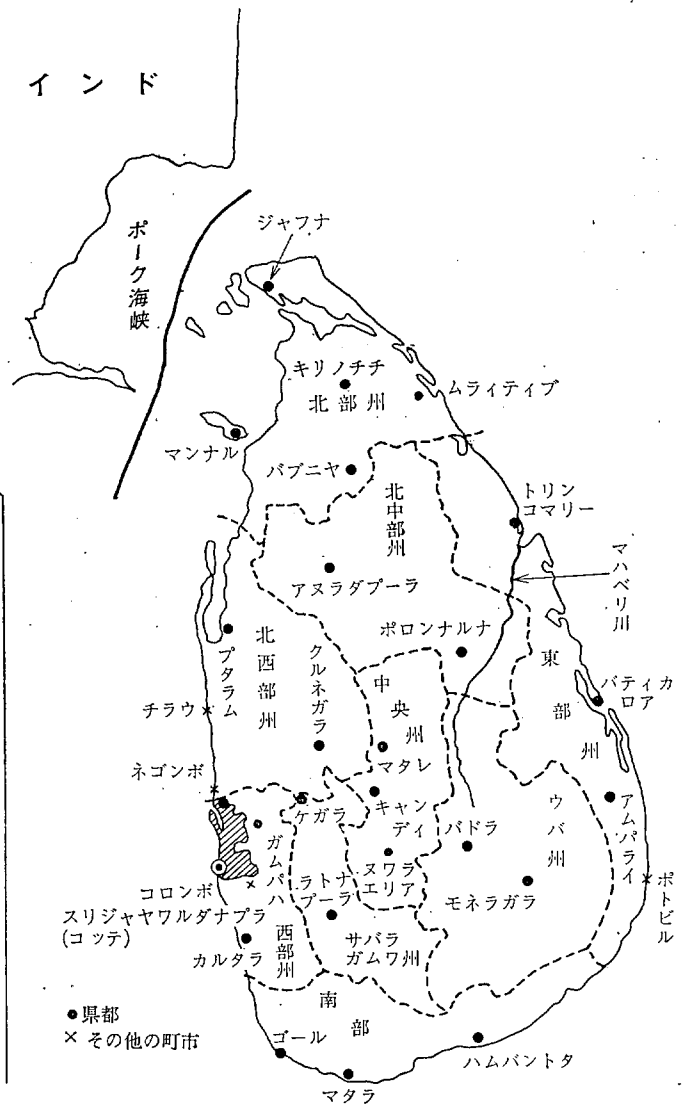 インド
ポーク海峡
ジャフナ
キリノチチ
北部州
ムライティブ
マンナル
バブニヤ
北中部州
トリン
コマリー
マハベリ川
アヌラダプーラ
ポロンナルナ
プタラム
北西部州
クルネガラ
中央州
東部州
バティカ
ロア
チラウ
マタレ
ネゴンボ
ケガラ
キャン
ディ
バドラ
ウバ州
アムパライ
ガムパハ
ヌワラ
エリア
ポトビル
コロンボ
ラトナ
プーラ
モネラガラ
スリジャヤワルダナプラ
(コッテ)
カルタラ
西部州
サバラ
ガムワ州
南部
●県都
× その他の町市
ゴール
ハムバントタ
マタラ